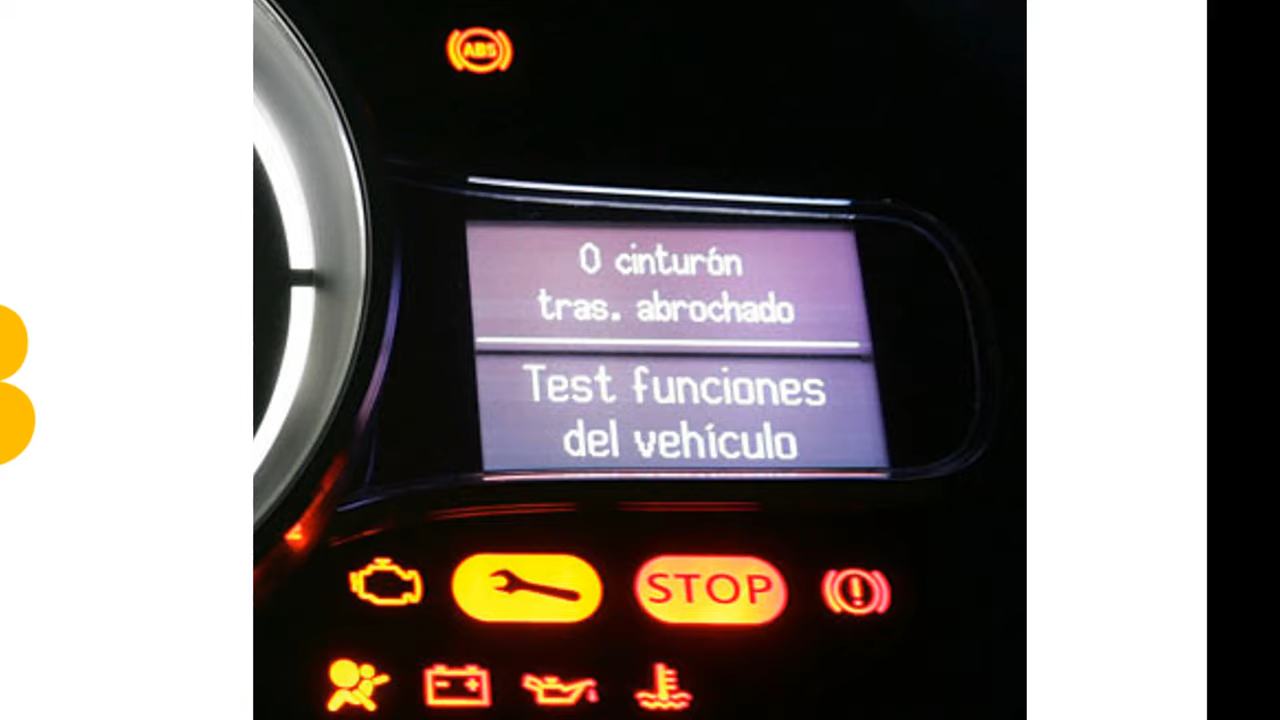 ABS
0 cinturón
tras. abrochado
Test funciones
del vehículo
STOP